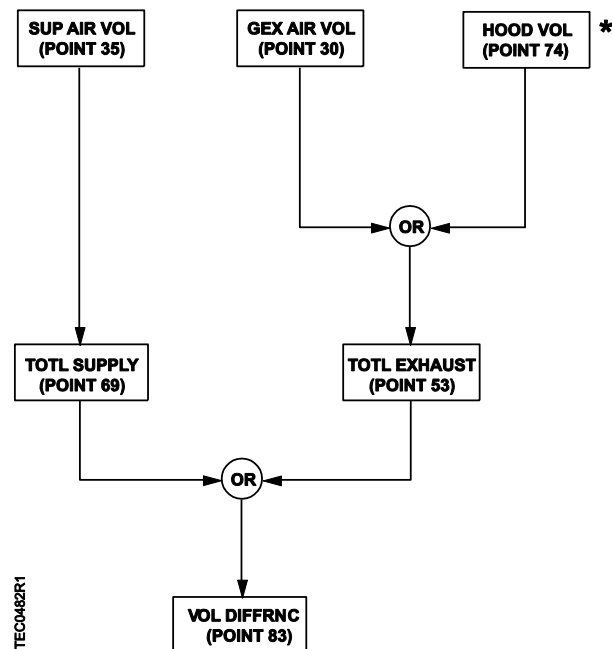 SUP AIR VOL
(POINT 35)
GEX AIR VOL
(POINT 30)
HOOD VOL
(POINT 74)
*
OR
TOTL SUPPLY
(POINT 69)
TOTL EXHAUST
(POINT 53)
OR
VOL DIFFRNC
(POINT 83)
TEC0482R1